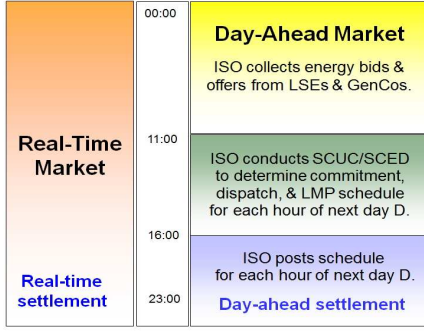 Real-Time
Market
Real-time
settlement
00:00
11:00
16:00
23:00
Day-Ahead Market
ISO collects energy bids &
offers from LSEs & GenCos.
ISO conducts SCUC/SCED
to determine commitment,
dispatch, & LMP schedule
for each hour of next day D.
ISO posts schedule
for each hour of next day D.
Day-ahead settlement